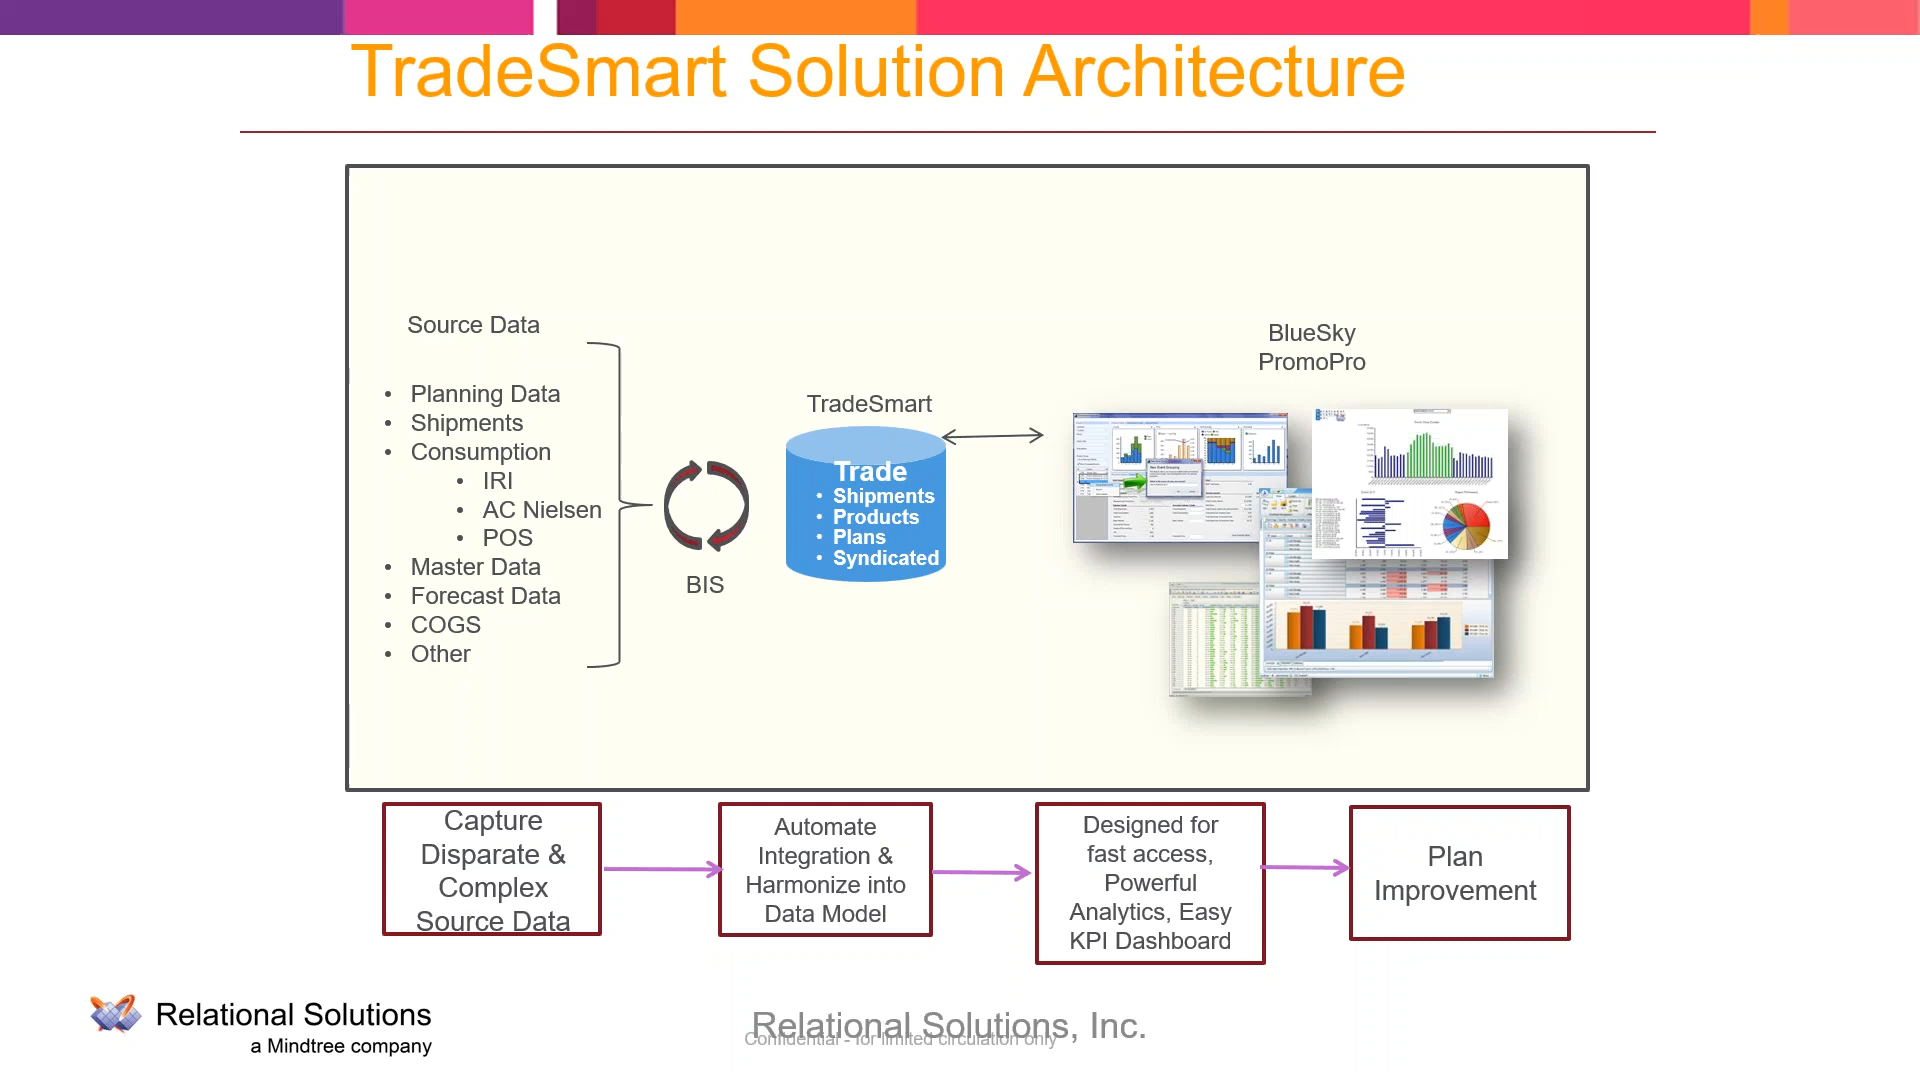 TradeSmart Solution Architecture
Source Data
• Planning Data
• Shipments
• Consumption
• IRI
• AC Nielsen
• POS
• Master Data
• Forecast Data
• COGS
• Other
BIS
TradeSmart
Trade
• Shipments
• Products
• Plans
• Syndicated
BlueSky
PromoPro
Capture
Disparate &
Complex
Source Data
Automate
Integration &
Harmonize into
Data Model
Designed for
fast access,
Powerful
Analytics, Easy
KPI Dashboard
Plan
Improvement
Relational Solutions
a Mindtree company
Relational Solutions, Inc.
Confidential - for limited circulation only